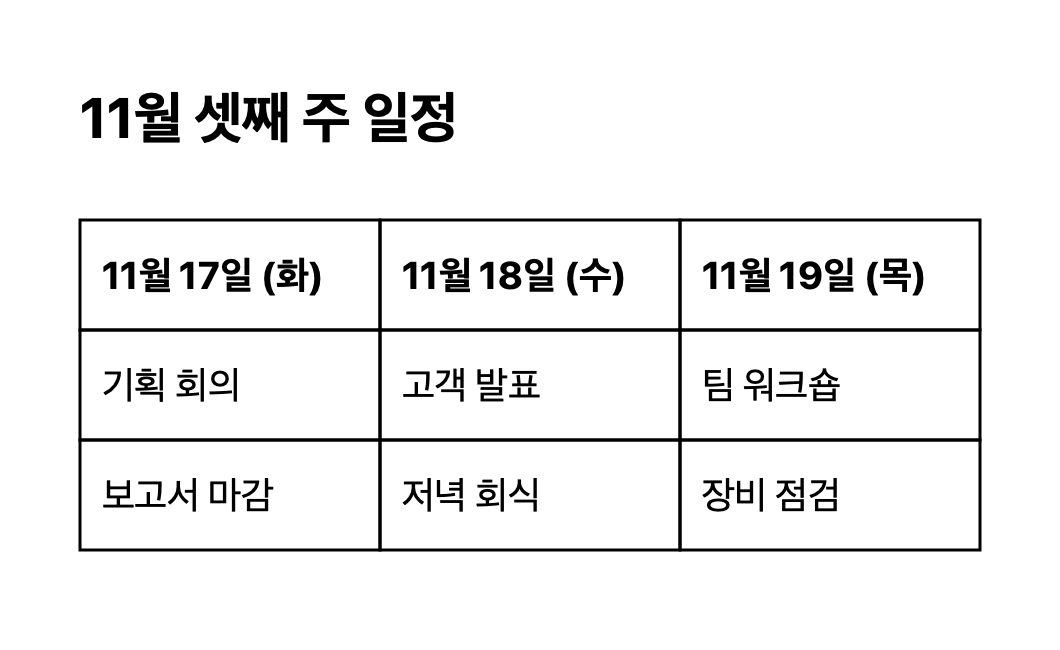 11월 셋째 주 일정
11월 17일 (화) 11월 18일 (수) 11월 19일 (목)
기획 회의 고객 발표 팀 워크숍
보고서 마감 저녁 회식 장비 점검